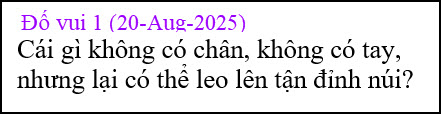 Đố vui 1 (20-Aug-2025)
Cái gì không có chân, không có tay,
nhưng lại có thể leo lên tận đỉnh núi?